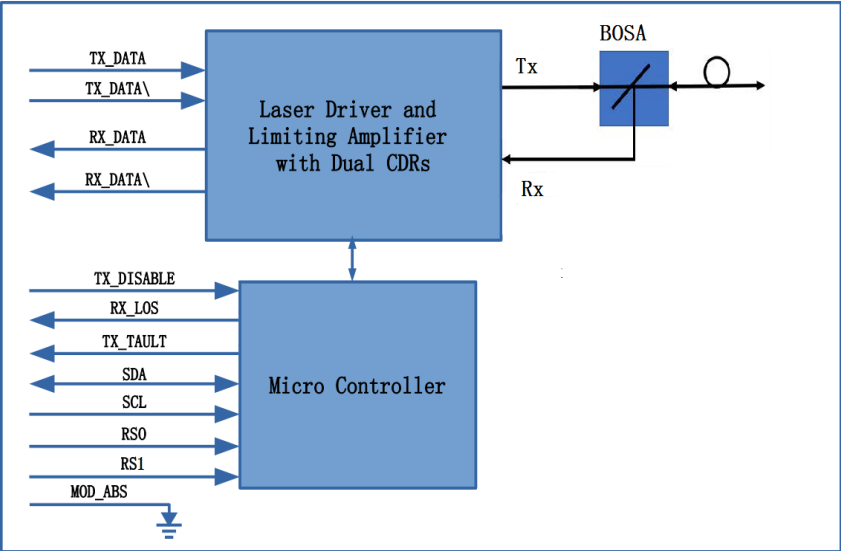 BOSA
TX_DATA
Tx
TX_DATA\
Laser Driver and
Limiting Amplifier
with Dual CDRs
RX_DATA
RX_DATA\
Rx
TX_DISABLE
RX_LOS
TX_TAULT
SDA
Micro Controller
SCL
RS0
RS1
MOD_ABS